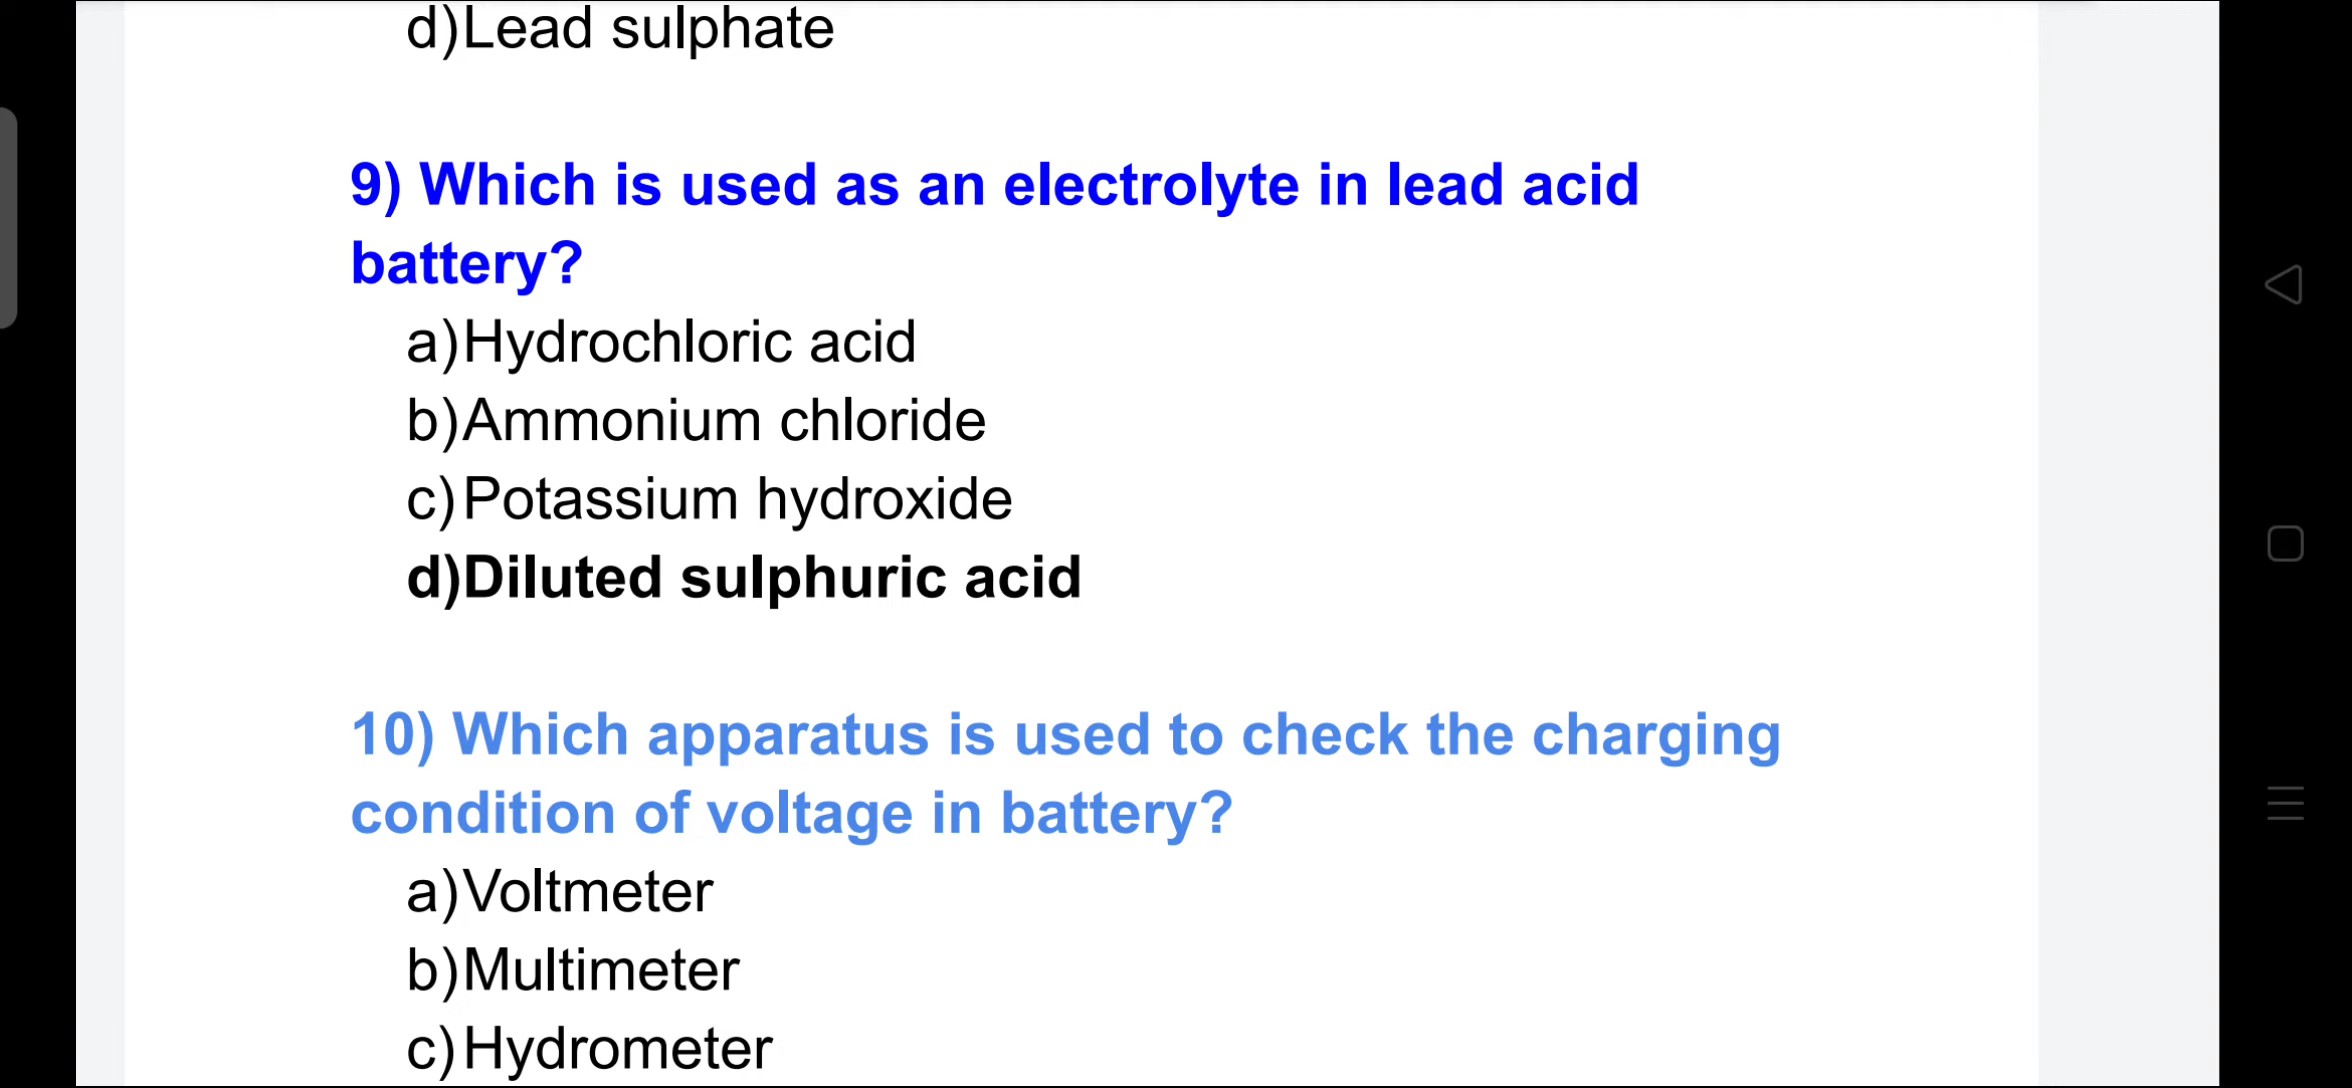 d)Lead sulphate
9) Which is used as an electrolyte in lead acid
battery?
a)Hydrochloric acid
b)Ammonium chloride
c)Potassium hydroxide
d)Diluted sulphuric acid
10) Which apparatus is used to check the charging
condition of voltage in battery?
a)Voltmeter
b)Multimeter
c)Hydrometer